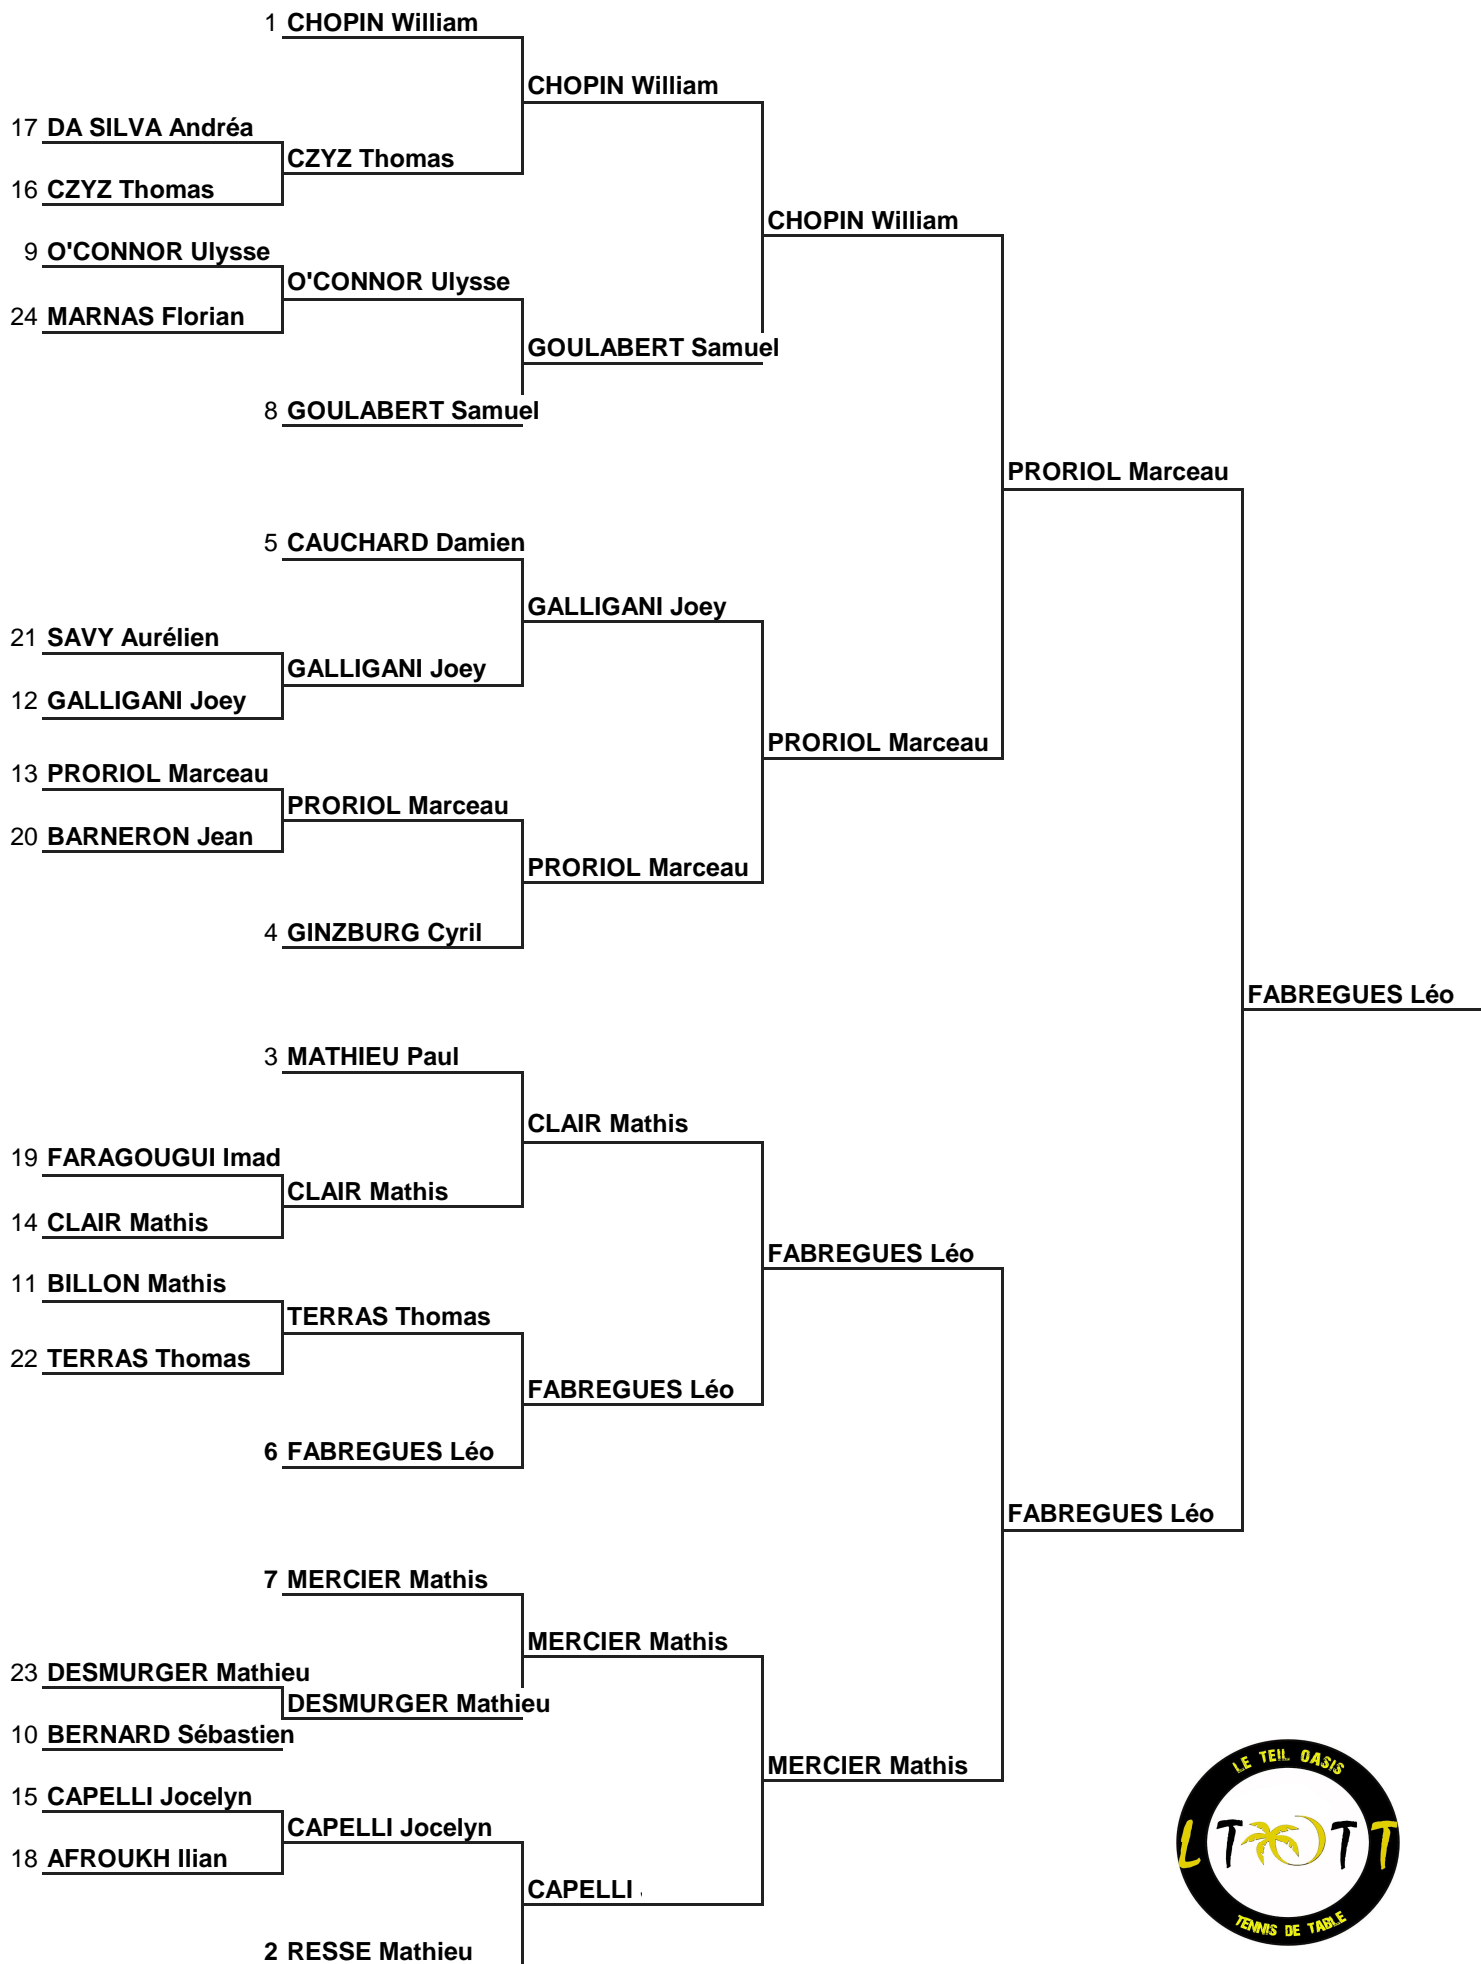 1 CHOPIN William
CHOPIN William
17 DA SILVA Andréa
CZYZ Thomas
16 CZYZ Thomas
CHOPIN William
9 O'CONNOR Ulysse
O'CONNOR Ulysse
24 MARNAS Florian
GOULABERT Samuel
8 GOULABERT Samuel
PRORIOL Marceau
5 CAUCHARD Damien
GALLIGANI Joey
21 SAVY Aurélien
GALLIGANI Joey
12 GALLIGANI Joey
PRORIOL Marceau
13 PRORIOL Marceau
PRORIOL Marceau
20 BARNERON Jean
PRORIOL Marceau
4 GINZBURG Cyril
FABREGUES Léo
3 MATHIEU Paul
CLAIR Mathis
19 FARAGOUGUI Imad
CLAIR Mathis
14 CLAIR Mathis
FABREGUES Léo
11 BILLON Mathis
TERRAS Thomas
22 TERRAS Thomas
FABREGUES Léo
6 FABREGUES Léo
FABREGUES Léo
7 MERCIER Mathis
MERCIER Mathis
23 DESMURGER Mathieu
DESMURGER Mathieu
10 BERNARD Sébastien
MERCIER Mathis
15 CAPELLI Jocelyn
CAPELLI Jocelyn
18 AFROUKH Ilian
CAPELLI
2 RESSE Mathieu
LE TEIL OASIS
LT TT
TENNIS DE TABLE